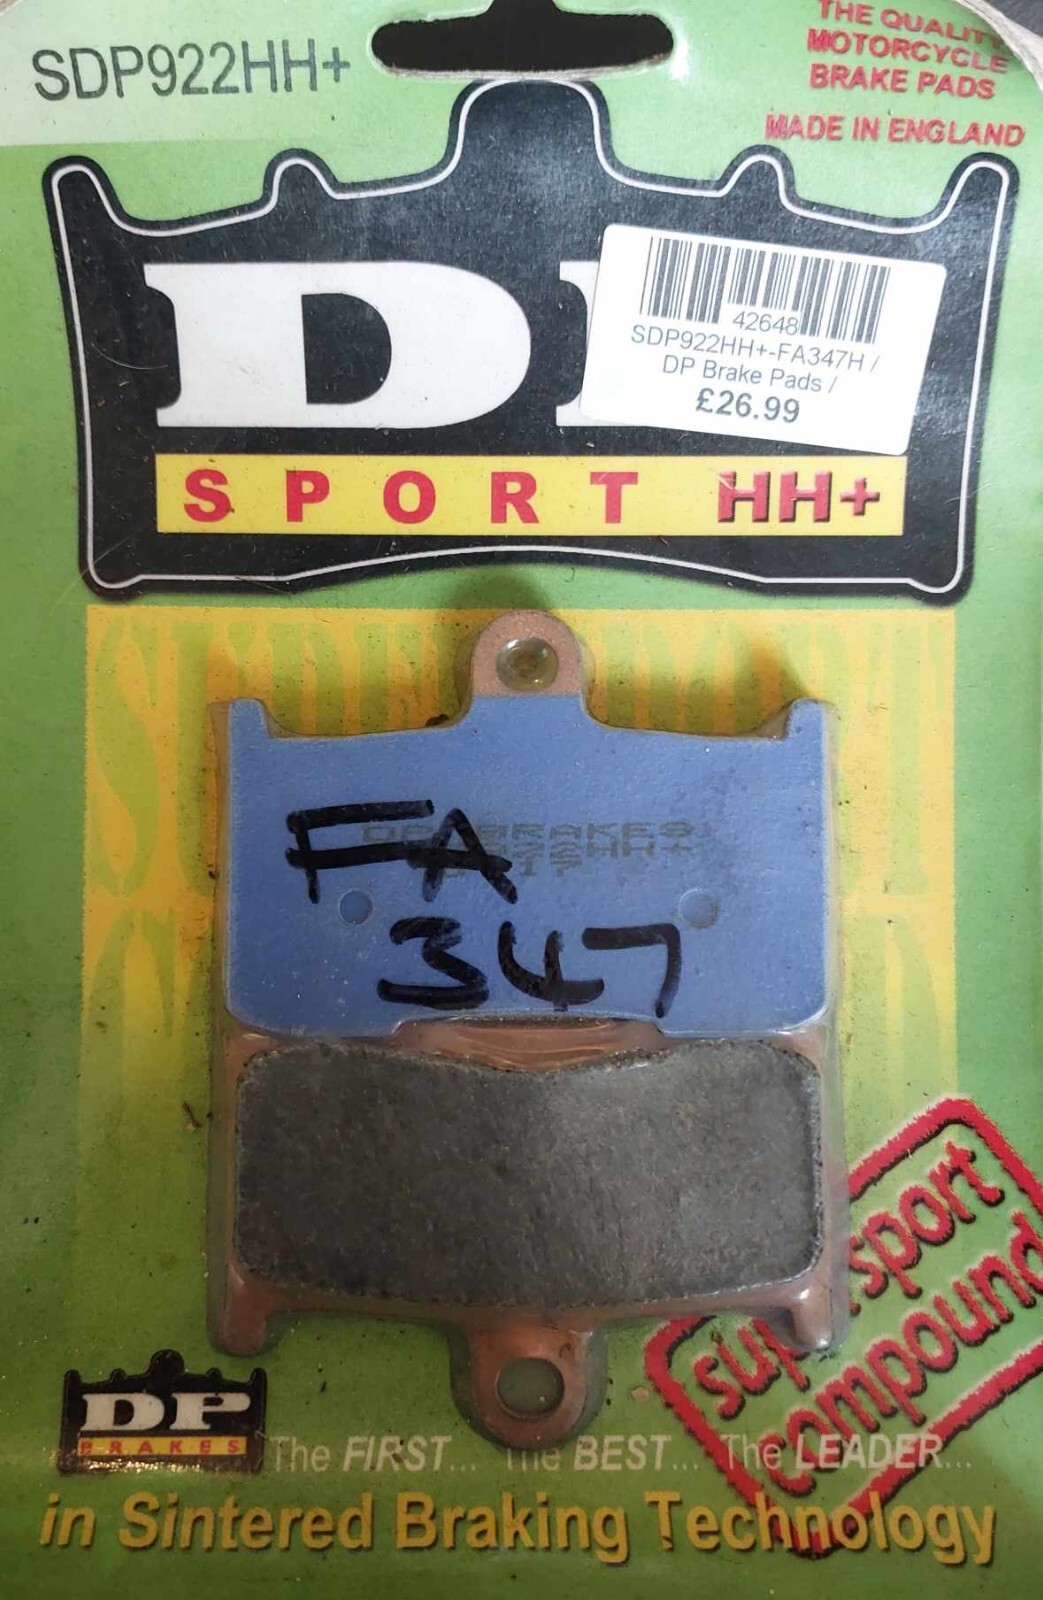 SDP922HH+
THE QUALITY
MOTORCYCLE
BRAKE PADS
MADE IN ENGLAND
D
42648
SDP922HH+-FA347H /
DP Brake Pads /
£26.99
SPORT HH+
DP BRAKES
FA
347
super sport
compound
DP
BRAKES
The FIRST... The BEST... The LEADER...
in Sintered Braking Technology